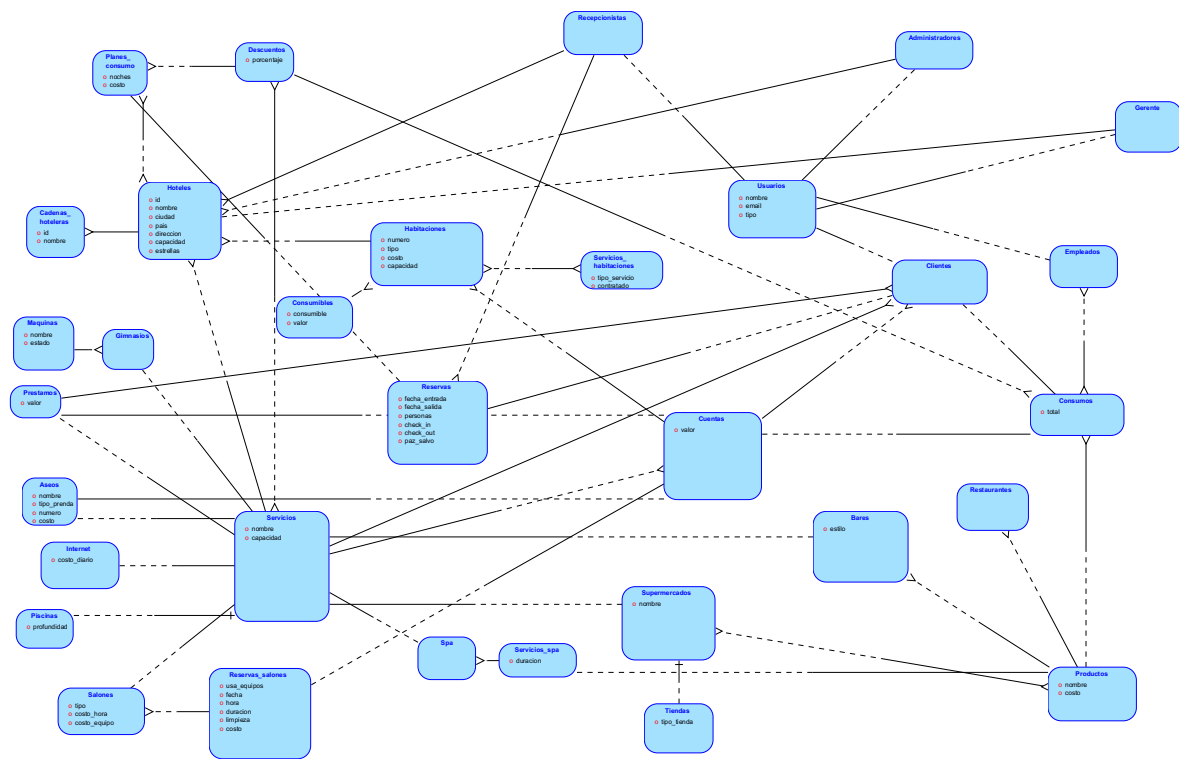 Recepcionistas
Administradores
Planes_
consumo
noches
costo
Descuentos
porcentaje
Gerente
Hoteles
id
nombre
ciudad
pais
direccion
capacidad
estrellas
Usuarios
nombre
email
tipo
Cadenas_
hoteleras
id
nombre
Habitaciones
numero
tipo
costo
capacidad
Servicios_
habitaciones
tipo_servicio
contratado
Clientes
Empleados
Consumibles
consumible
valor
Maquinas
nombre
estado
Gimnasios
Prestamos
valor
Reservas
fecha_entrada
fecha_salida
personas
check_in
check_out
paz_salvo
Cuentas
valor
Consumos
total
Aseos
nombre
tipo_prenda
numero
costo
Servicios
nombre
capacidad
Bares
estilo
Restaurantes
Internet
costo_diario
Piscinas
profundidad
Supermercados
nombre
Spa
Servicios_spa
duracion
Productos
nombre
costo
Salones
tipo
costo_hora
costo_equipo
Reservas_salones
usa_equipos
fecha
hora
duracion
limpieza
costo
Tiendas
tipo_tienda